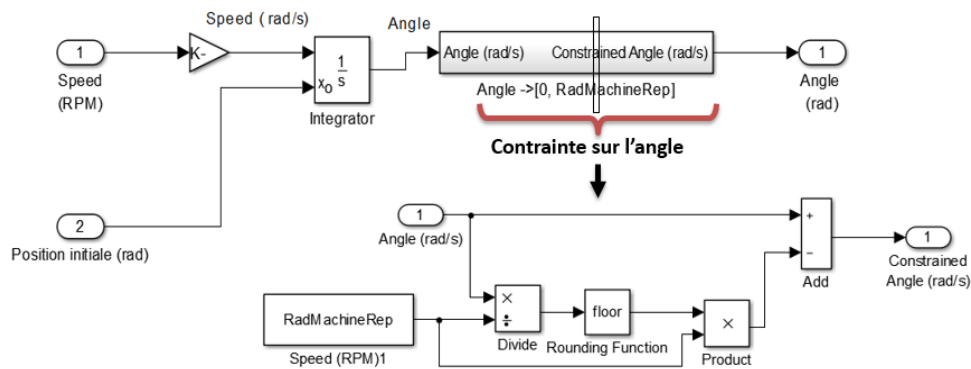 Speed ( rad/s)
Angle
1
K-
1
s
xo
Angle (rad/s)
Constrained Angle (rad/s)
1
Speed
(RPM)
Integrator
Angle ->[0, RadMachineRep]
Angle
(rad)
Contrainte sur l'angle
2
Position initiale (rad)
1
Angle (rad/s)
+
−
1
Add
Constrained
Angle (rad/s)
RadMachineRep
×
÷
floor
×
Speed (RPM)1
Divide
Rounding Function
Product